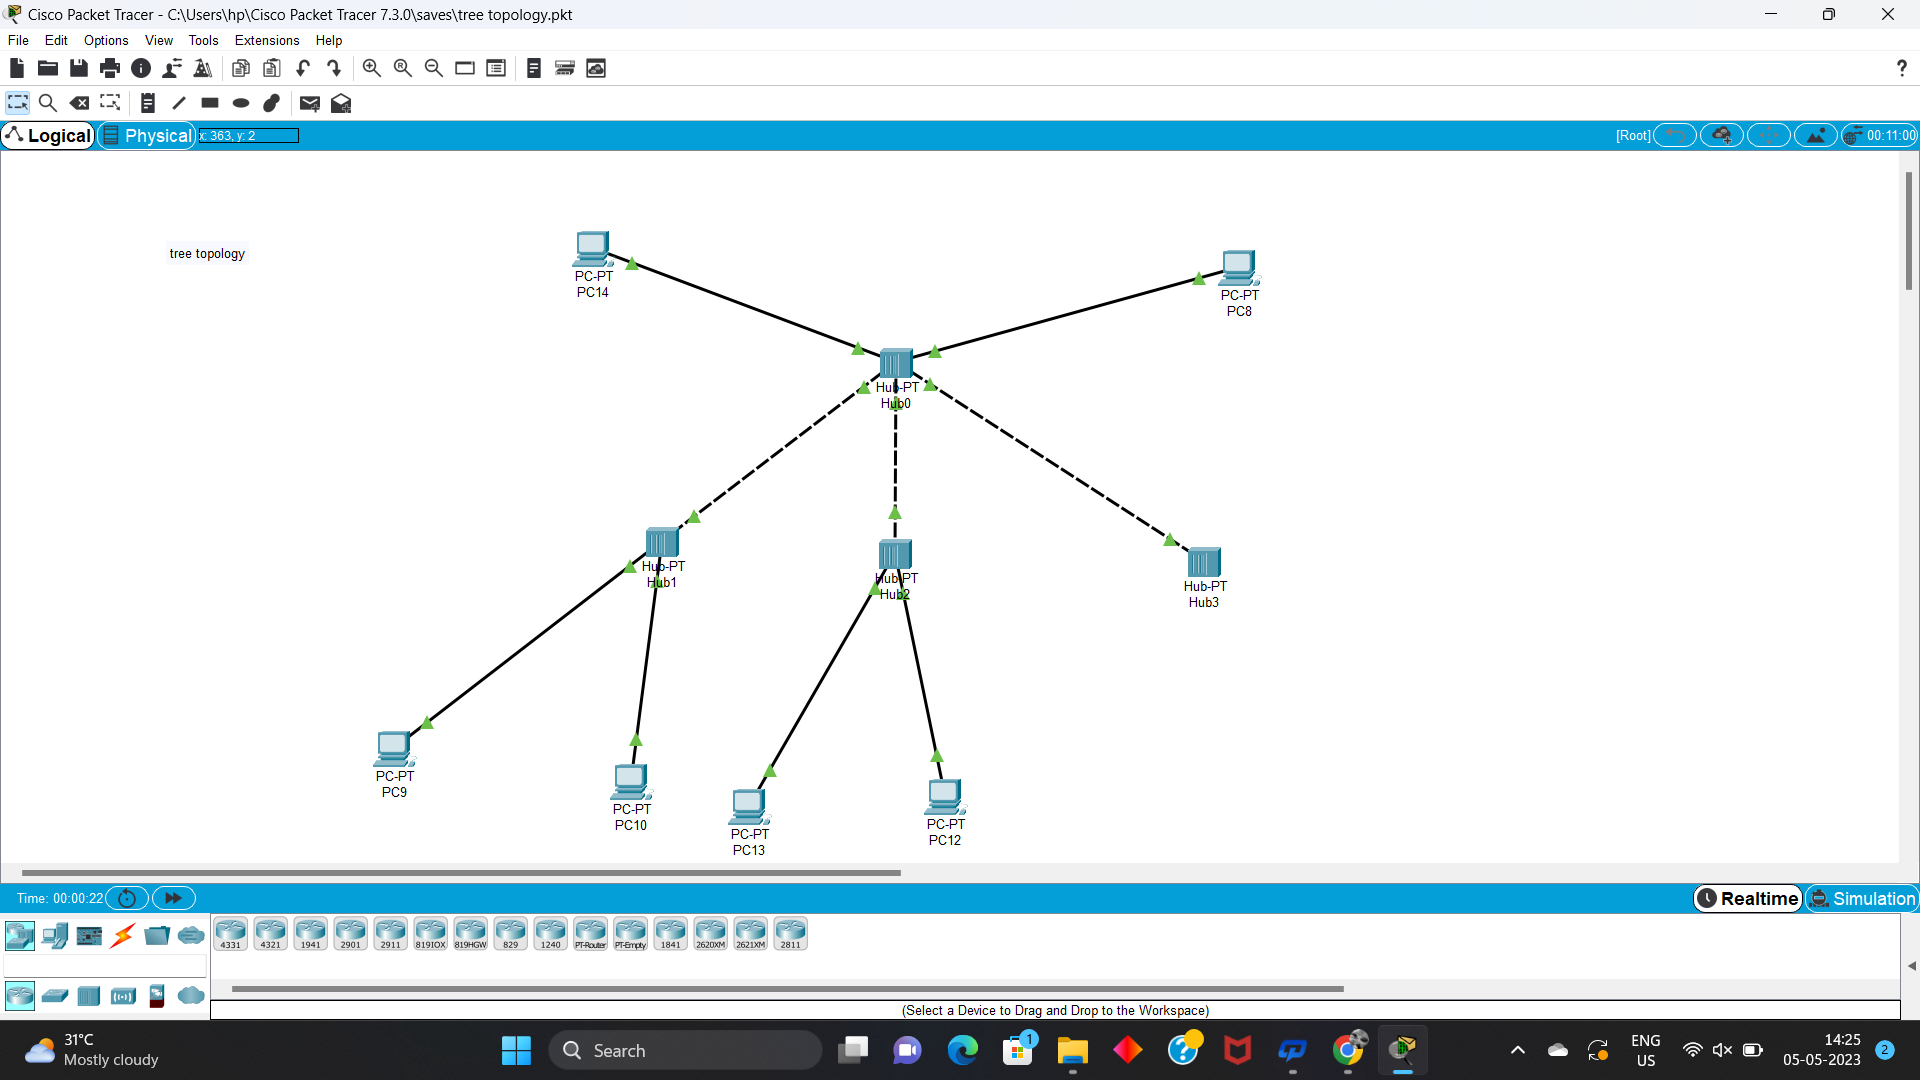 Cisco Packet Tracer - C:\Users\hp\Cisco Packet Tracer 7.3.0\saves\tree topology.pkt
File Edit Options View Tools Extensions Help
?
Logical Physical x: 363, y: 2 [Root] 00:11:00
tree topology
PC-PT
PC14
PC-PT
PC8
Hub-PT
Hub0
Hub-PT
Hub1
Hub-PT
Hub2
Hub-PT
Hub3
PC-PT
PC9
PC-PT
PC10
PC-PT
PC13
PC-PT
PC12
Time: 00:00:22 Realtime Simulation
4331 4321 1941 2901 2911 819IOX 819HGW 829 1240 PT-Router PT-Empty 1841 2620XM 2621XM 2811
(Select a Device to Drag and Drop to the Workspace)
31°C
Mostly cloudy
Search
1
?
ENG
US
14:25
05-05-2023
2